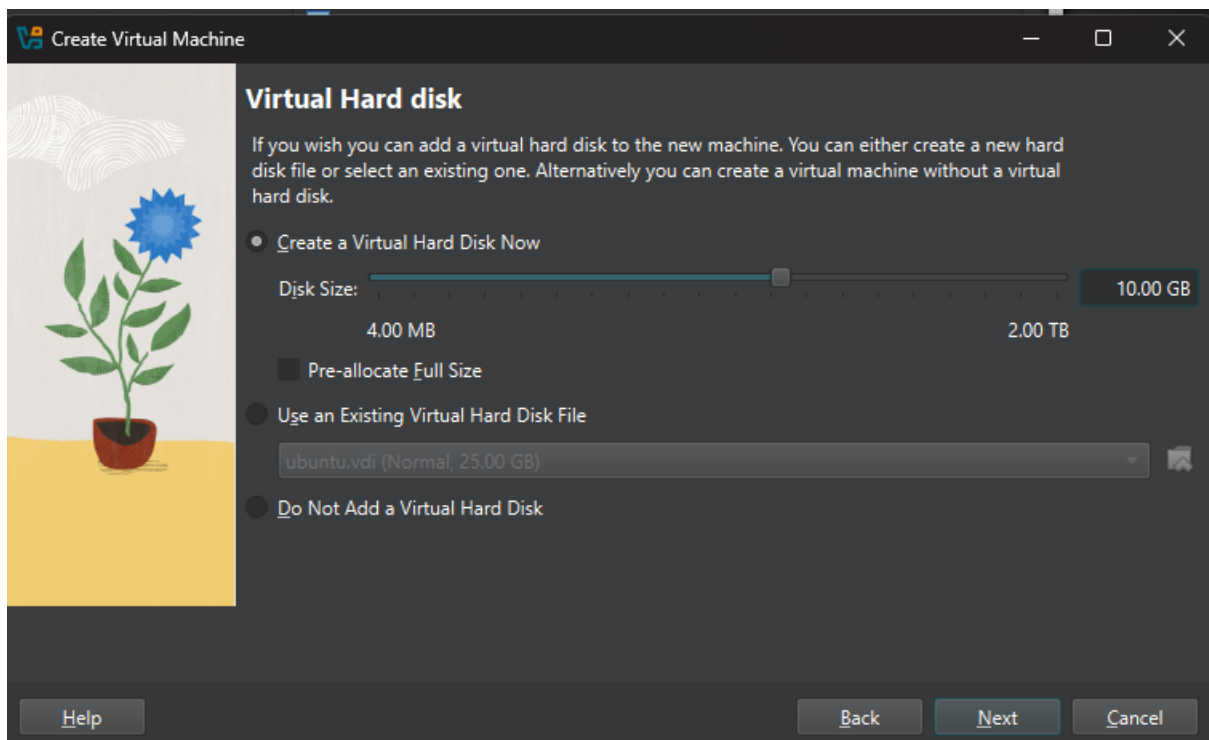 Create Virtual Machine
Virtual Hard disk
If you wish you can add a virtual hard disk to the new machine. You can either create a new hard
disk file or select an existing one. Alternatively you can create a virtual machine without a virtual
hard disk.
Create a Virtual Hard Disk Now
Disk Size:
10.00 GB
4.00 MB
2.00 TB
Pre-allocate Full Size
Use an Existing Virtual Hard Disk File
ubuntu.vdi (Normal, 25.00 GB)
Do Not Add a Virtual Hard Disk
Help
Back
Next
Cancel